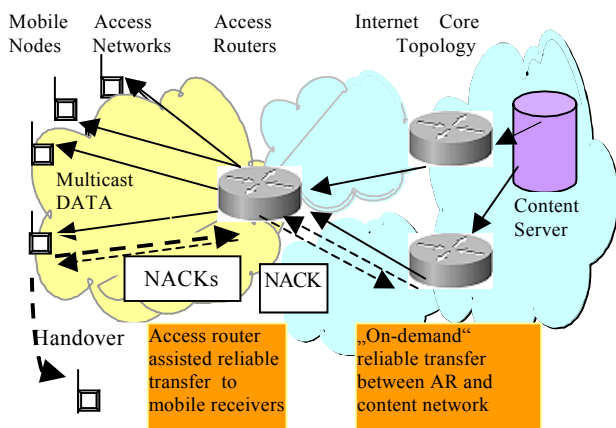 Mobile
Nodes
Access
Networks
Access
Routers
Internet Core
Topology
Multicast
DATA
Content
Server
NACKs
NACK
Handover
Access router
assisted reliable
transfer to
mobile receivers
„On-demand“
reliable transfer
between AR and
content network